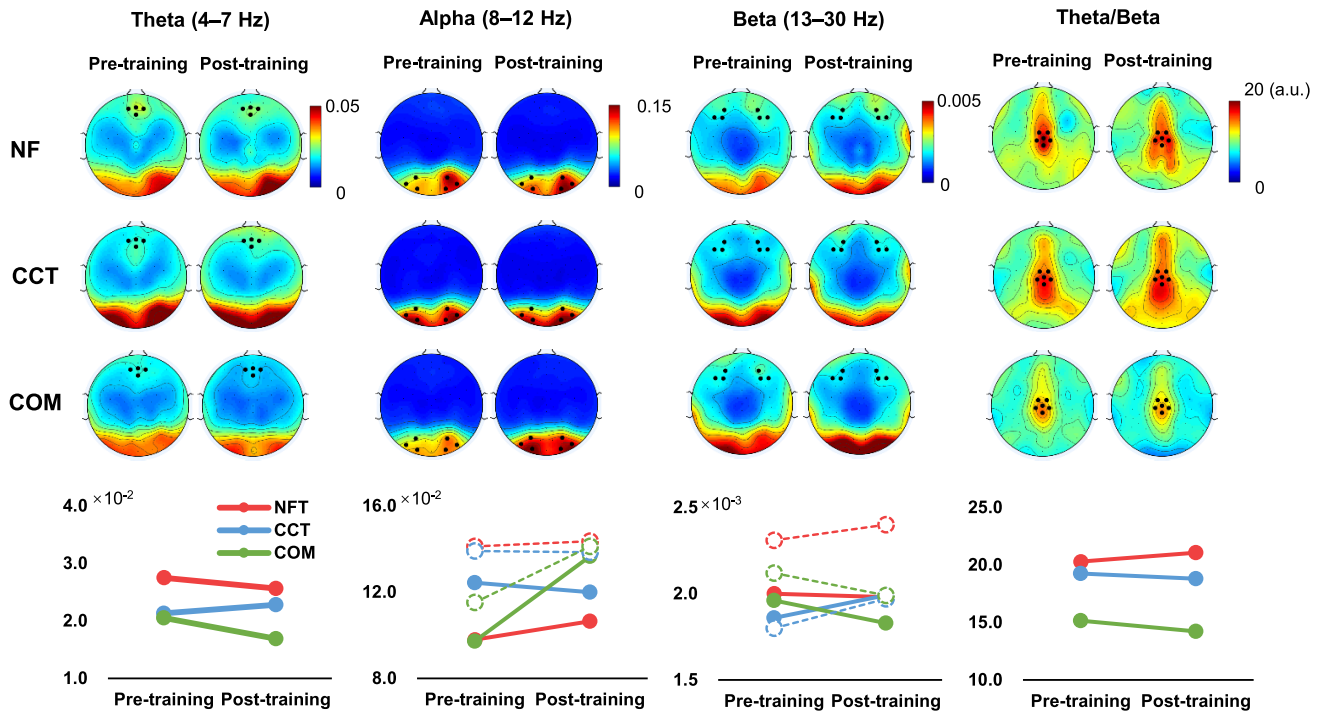 Theta (4–7 Hz) Alpha (8–12 Hz) Beta (13–30 Hz) Theta/Beta
Pre-training Post-training Pre-training Post-training Pre-training Post-training Pre-training Post-training
NF
0.05
0
0.15
0
0.005
0
20 (a.u.)
0
CCT
COM
4.0 ×10⁻²
3.0
2.0
1.0
NFT
CCT
COM
Pre-training Post-training
16.0 ×10⁻²
12.0
8.0
Pre-training Post-training
2.5 ×10⁻³
2.0
1.5
Pre-training Post-training
25.0
20.0
15.0
10.0
Pre-training Post-training